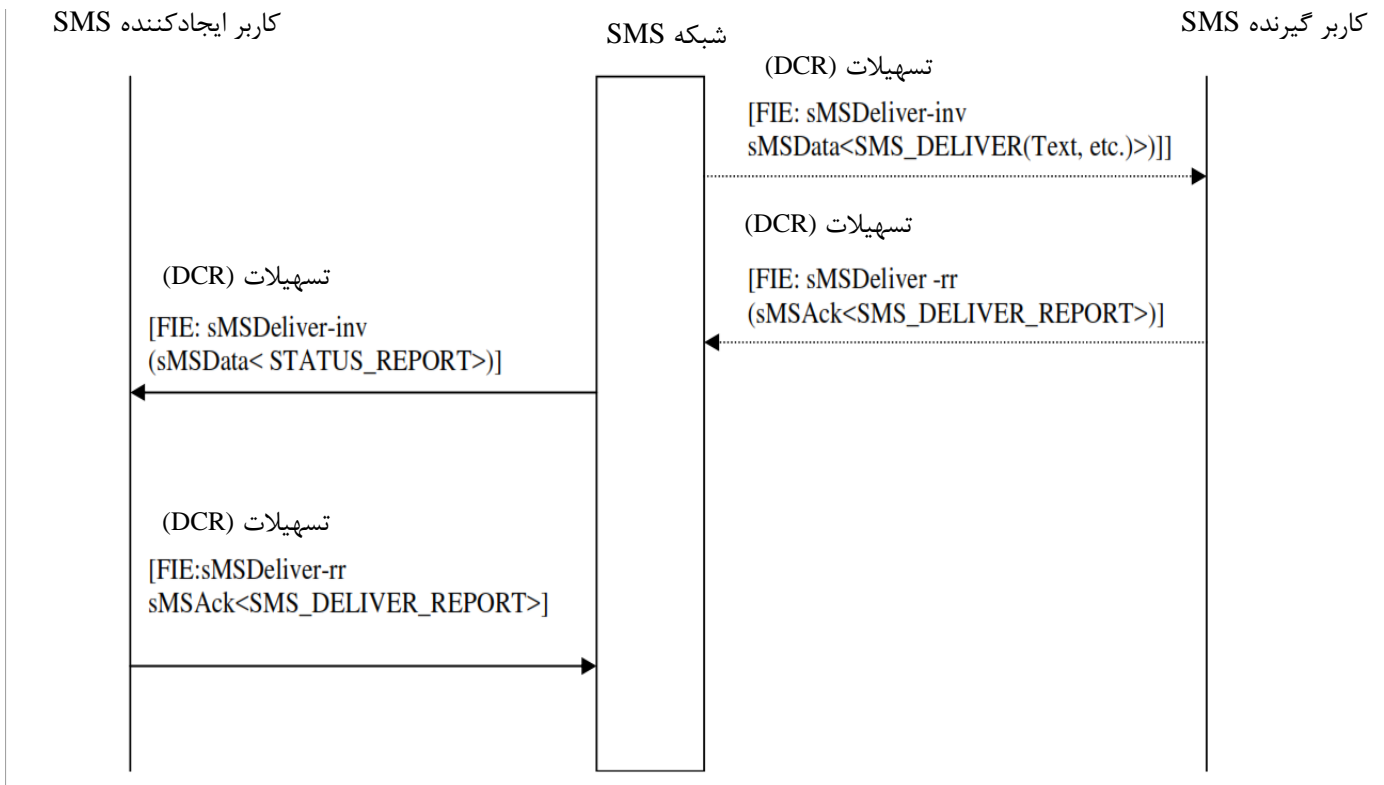 کاربر ایجادکننده SMS
شبکه SMS
کاربر گیرنده SMS
تسهیلات (DCR)
[FIE: sMSDeliver-inv
sMSData<SMS_DELIVER(Text, etc.)>)]]
تسهیلات (DCR)
[FIE: sMSDeliver -rr
(sMSAck<SMS_DELIVER_REPORT>)]
تسهیلات (DCR)
[FIE: sMSDeliver-inv
(sMSData< STATUS_REPORT>)]
تسهیلات (DCR)
[FIE:sMSDeliver-rr
sMSAck<SMS_DELIVER_REPORT>]